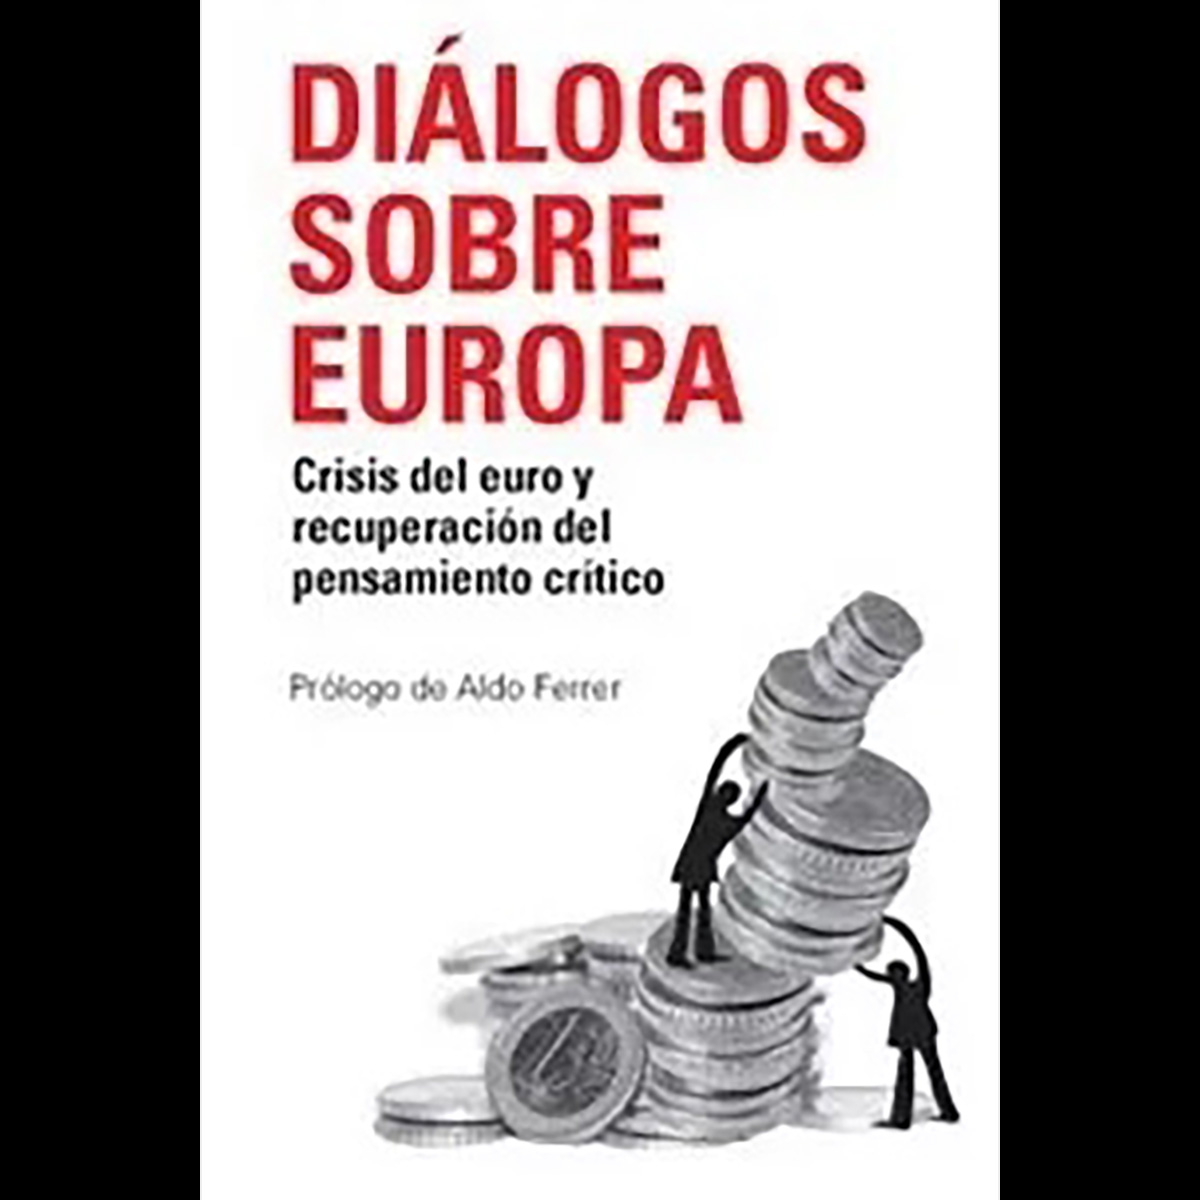 DIÁLOGOS
SOBRE
EUROPA
Crisis del euro y
recuperación del
pensamiento crítico
Prólogo de Aldo Ferrer